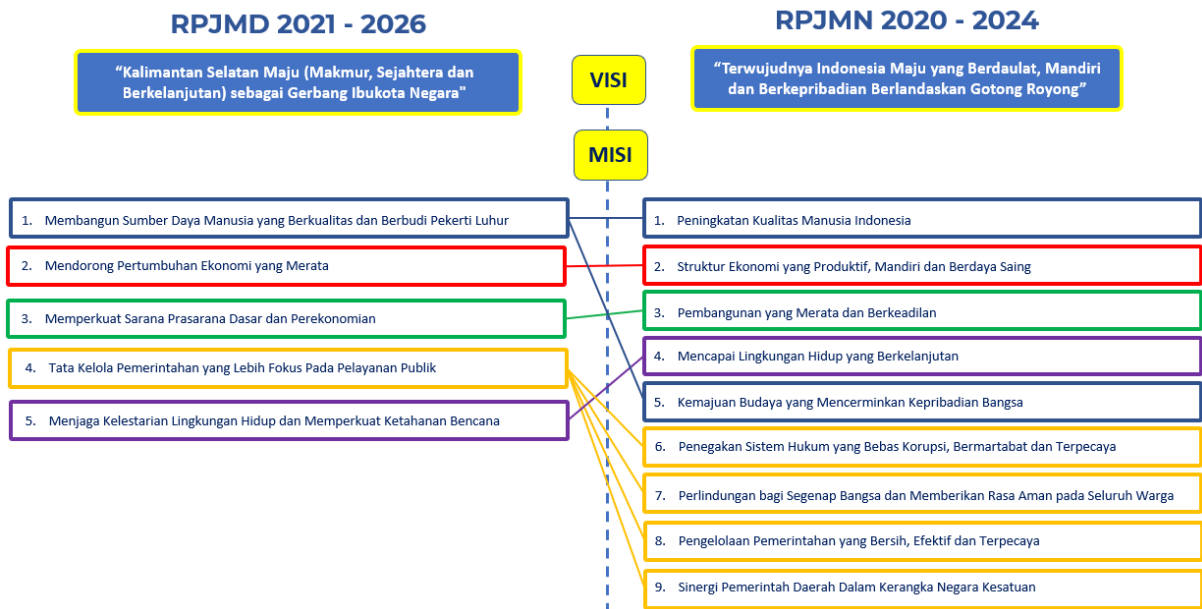 RPJMD 2021 - 2026
“Kalimantan Selatan Maju (Makmur, Sejahtera dan
Berkelanjutan) sebagai Gerbang Ibukota Negara"
RPJMN 2020 - 2024
“Terwujudnya Indonesia Maju yang Berdaulat, Mandiri
dan Berkepribadian Berlandaskan Gotong Royong”
VISI
MISI
1. Membangun Sumber Daya Manusia yang Berkualitas dan Berbudi Pekerti Luhur
2. Mendorong Pertumbuhan Ekonomi yang Merata
3. Memperkuat Sarana Prasarana Dasar dan Perekonomian
4. Tata Kelola Pemerintahan yang Lebih Fokus Pada Pelayanan Publik
5. Menjaga Kelestarian Lingkungan Hidup dan Memperkuat Ketahanan Bencana
1. Peningkatan Kualitas Manusia Indonesia
2. Struktur Ekonomi yang Produktif, Mandiri dan Berdaya Saing
3. Pembangunan yang Merata dan Berkeadilan
4. Mencapai Lingkungan Hidup yang Berkelanjutan
5. Kemajuan Budaya yang Mencerminkan Kepribadian Bangsa
6. Penegakan Sistem Hukum yang Bebas Korupsi, Bermartabat dan Terpecaya
7. Perlindungan bagi Segenap Bangsa dan Memberikan Rasa Aman pada Seluruh Warga
8. Pengelolaan Pemerintahan yang Bersih, Efektif dan Terpecaya
9. Sinergi Pemerintah Daerah Dalam Kerangka Negara Kesatuan